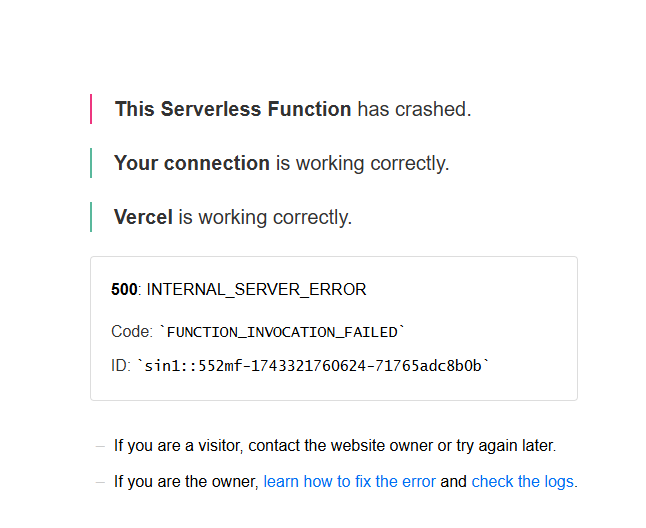 This Serverless Function has crashed.
Your connection is working correctly.
Vercel is working correctly.
500: INTERNAL_SERVER_ERROR
Code: `FUNCTION_INVOCATION_FAILED`
ID: `sin1::552mf-1743321760624-71765adc8b0b`
– If you are a visitor, contact the website owner or try again later.
– If you are the owner, learn how to fix the error and check the logs.